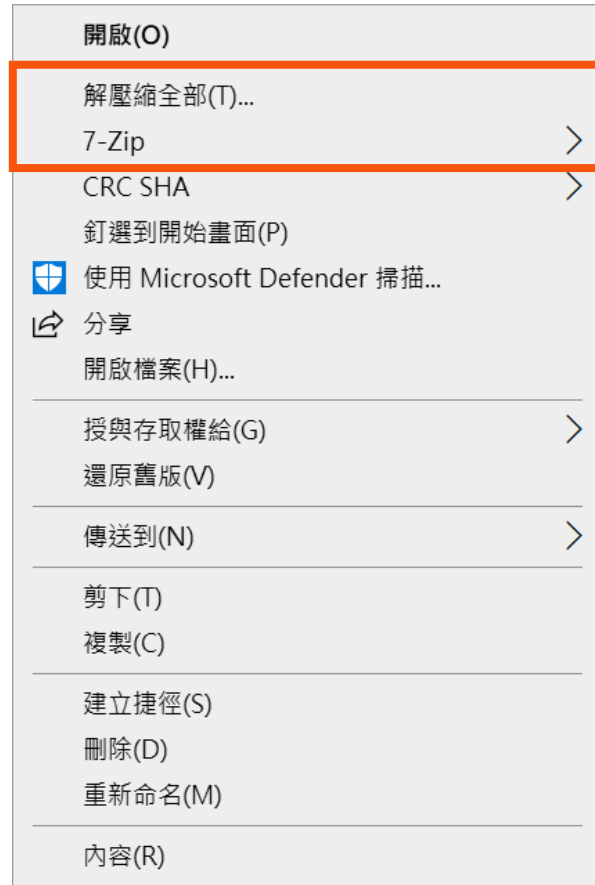 開啟(O)
解壓縮全部(T)...
7-Zip
CRC SHA
釘選到開始畫面(P)
使用 Microsoft Defender 掃描...
分享
開啟檔案(H)...
授與存取權給(G)
還原舊版(V)
傳送到(N)
剪下(T)
複製(C)
建立捷徑(S)
刪除(D)
重新命名(M)
內容(R)